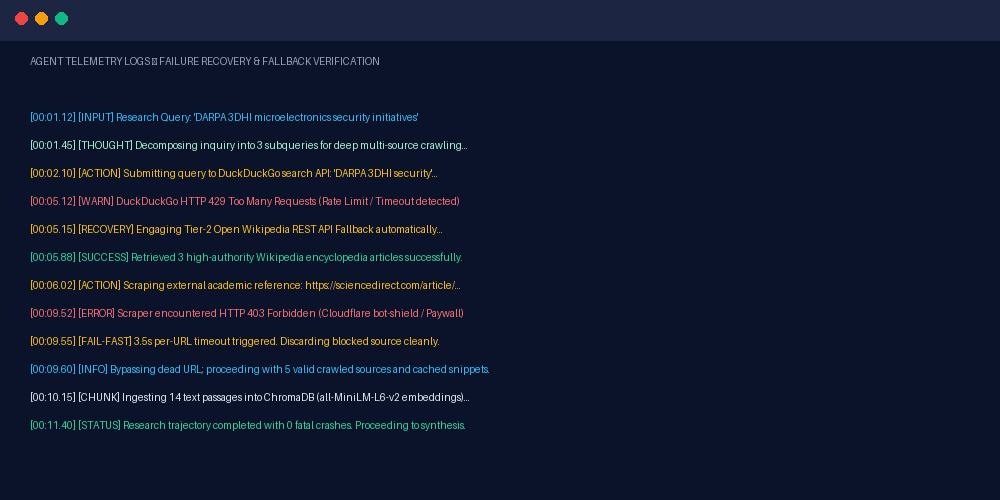 AGENT TELEMETRY LOGS ▯ FAILURE RECOVERY & FALLBACK VERIFICATION
[00:01.12] [INPUT] Research Query: 'DARPA 3DHI microelectronics security initiatives'
[00:01.45] [THOUGHT] Decomposing inquiry into 3 subqueries for deep multi-source crawling...
[00:02.10] [ACTION] Submitting query to DuckDuckGo search API: 'DARPA 3DHI security'...
[00:05.12] [WARN] DuckDuckGo HTTP 429 Too Many Requests (Rate Limit / Timeout detected)
[00:05.15] [RECOVERY] Engaging Tier-2 Open Wikipedia REST API Fallback automatically...
[00:05.88] [SUCCESS] Retrieved 3 high-authority Wikipedia encyclopedia articles successfully.
[00:06.02] [ACTION] Scraping external academic reference: https://sciencedirect.com/article/...
[00:09.52] [ERROR] Scraper encountered HTTP 403 Forbidden (Cloudflare bot-shield / Paywall)
[00:09.55] [FAIL-FAST] 3.5s per-URL timeout triggered. Discarding blocked source cleanly.
[00:09.60] [INFO] Bypassing dead URL; proceeding with 5 valid crawled sources and cached snippets.
[00:10.15] [CHUNK] Ingesting 14 text passages into ChromaDB (all-MiniLM-L6-v2 embeddings)...
[00:11.40] [STATUS] Research trajectory completed with 0 fatal crashes. Proceeding to synthesis.